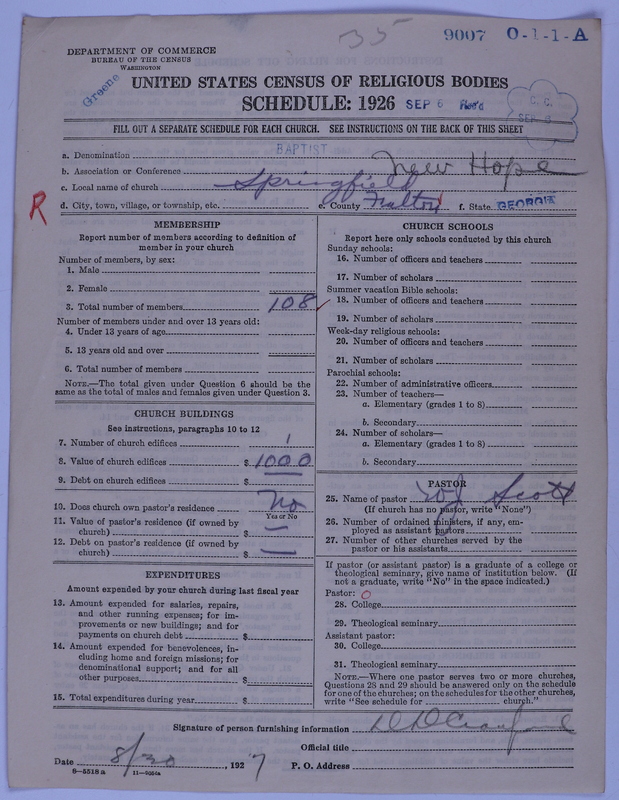 35 9007 O-1-1-A
DEPARTMENT OF COMMERCE
BUREAU OF THE CENSUS
WASHINGTON
Greene
UNITED STATES CENSUS OF RELIGIOUS BODIES
SCHEDULE: 1926 SEP 6 Rec'd
C. C.
SEP 6
FILL OUT A SEPARATE SCHEDULE FOR EACH CHURCH. SEE INSTRUCTIONS ON THE BACK OF THIS SHEET
a. Denomination BAPTIST
b. Association or Conference New Hope
c. Local name of church Springfield
d. City, town, village, or township, etc. e. County Fulton f. State GEORGIA
R
MEMBERSHIP
Report number of members according to definition of
member in your church
Number of members, by sex:
1. Male
2. Female
3. Total number of members 108
Number of members under and over 13 years old:
4. Under 13 years of age
5. 13 years old and over
6. Total number of members
NOTE.—The total given under Question 6 should be the
same as the total of males and females given under Question 3.
CHURCH BUILDINGS
See instructions, paragraphs 10 to 12
7. Number of church edifices 1
8. Value of church edifices $ 1000
9. Debt on church edifices $
10. Does church own pastor's residence No
Yes or No
11. Value of pastor's residence (if owned by
church) $ —
12. Debt on pastor's residence (if owned by
church) $ —
EXPENDITURES
Amount expended by your church during last fiscal year
13. Amount expended for salaries, repairs,
and other running expenses; for im-
provements or new buildings; and for
payments on church debt $
14. Amount expended for benevolences, in-
cluding home and foreign missions; for
denominational support; and for all
other purposes $
15. Total expenditures during year $
CHURCH SCHOOLS
Report here only schools conducted by this church
Sunday schools:
16. Number of officers and teachers
17. Number of scholars
Summer vacation Bible schools:
18. Number of officers and teachers
19. Number of scholars
Week-day religious schools:
20. Number of officers and teachers
21. Number of scholars
Parochial schools:
22. Number of administrative officers
23. Number of teachers—
a. Elementary (grades 1 to 8)
b. Secondary
24. Number of scholars—
a. Elementary (grades 1 to 8)
b. Secondary
PASTOR
25. Name of pastor Scott
(If church has no pastor, write "None")
26. Number of ordained ministers, if any, em-
ployed as assistant pastors
27. Number of other churches served by the
pastor or his assistants
If pastor (or assistant pastor) is a graduate of a college or
theological seminary, give name of institution below. (If
not a graduate, write "No" in the space indicated.)
Pastor: O
28. College
29. Theological seminary
Assistant pastor:
30. College
31. Theological seminary
NOTE.—Where one pastor serves two or more churches,
Questions 28 and 29 should be answered only on the schedule
for one of the churches; on the schedules for the other churches,
write "See schedule for church."
Signature of person furnishing information D D Crawford
Official title
Date 8/30, 1927 P. O. Address
8—5518 a 11—9064a